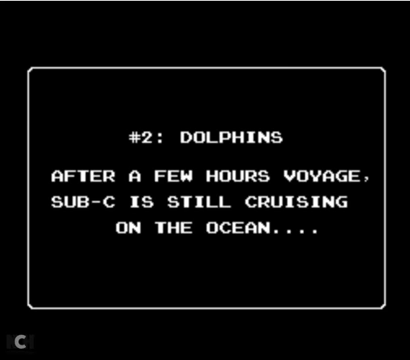 #2: DOLPHINS
AFTER A FEW HOURS VOYAGE,
SUB-C IS STILL CRUISING
ON THE OCEAN....
C